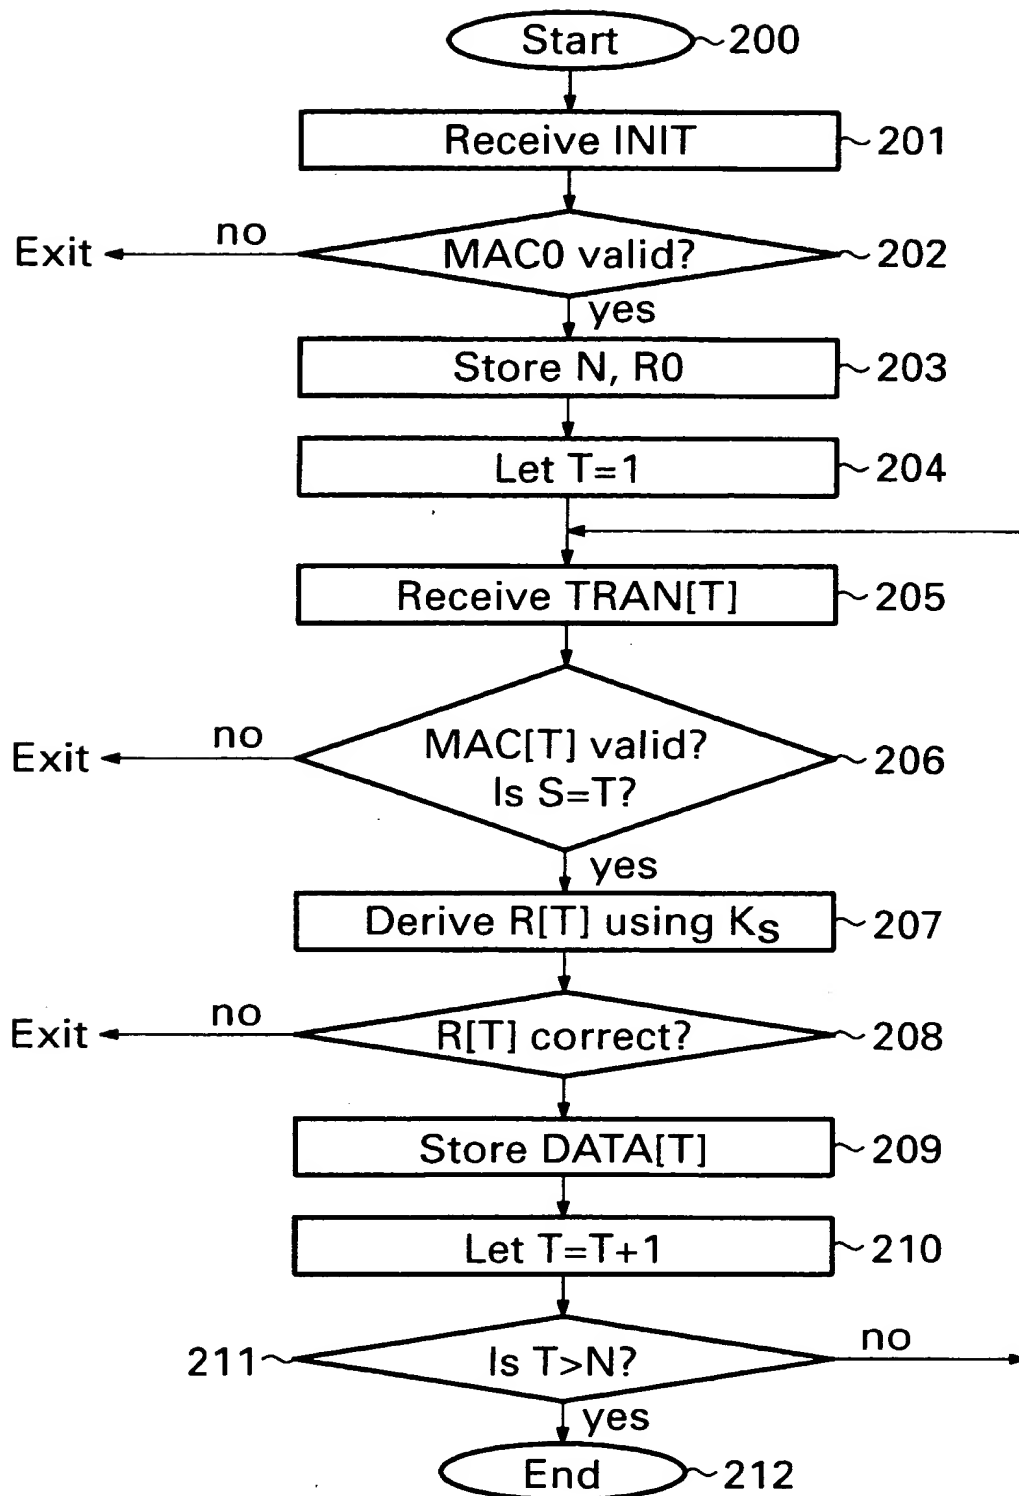 Start 200
Receive INIT 201
Exit no MAC0 valid? 202
yes
Store N, R0 203
Let T=1 204
Receive TRAN[T] 205
Exit no MAC[T] valid? 206
Is S=T?
yes
Derive R[T] using Ks 207
Exit no R[T] correct? 208
Store DATA[T] 209
Let T=T+1 210
211 Is T>N? no
yes
End 212